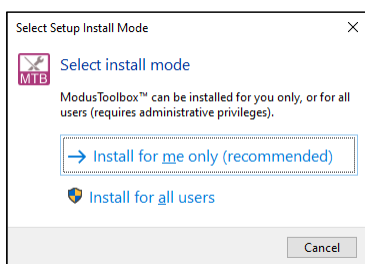 Select Setup Install Mode
MTB
Select install mode
ModusToolbox™ can be installed for you only, or for all
users (requires administrative privileges).
Install for me only (recommended)
Install for all users
Cancel